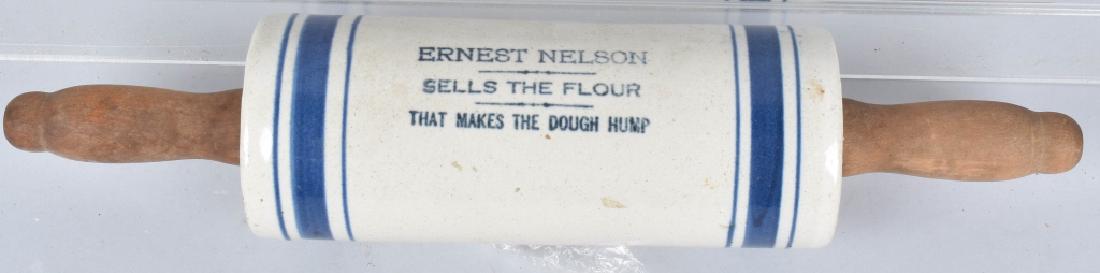 ERNEST NELSON
SELLS THE FLOUR
THAT MAKES THE DOUGH HUMP